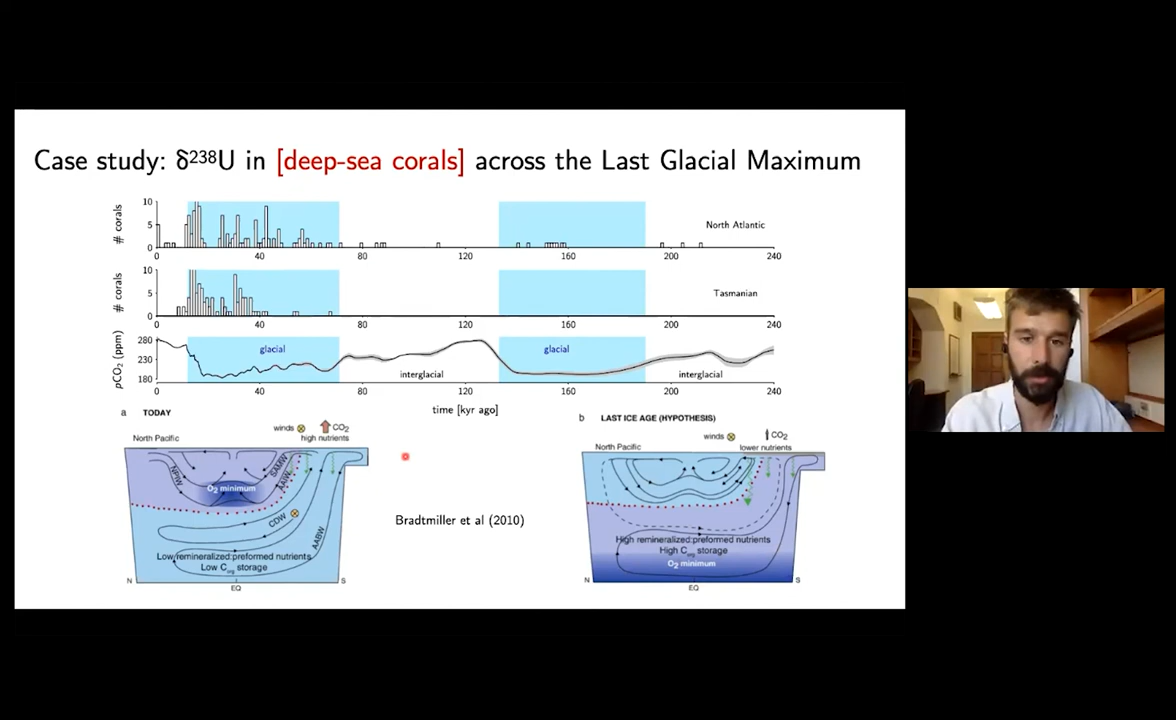 Case study: δ²³⁸U in [deep-sea corals] across the Last Glacial Maximum
# corals
10
5
0
North Atlantic
0 40 80 120 160 200 240
# corals
10
5
0
Tasmanian
0 40 80 120 160 200 240
pCO₂ (ppm)
280
230
180
glacial
interglacial
glacial
interglacial
0 40 80 120 160 200 240
time [kyr ago]
a TODAY
winds CO₂
high nutrients
North Pacific
NPIW
SAMW
AAIW
O₂ minimum
CDW
AABW
Low remineralized:preformed nutrients
Low Corg storage
N EQ S
Bradtmiller et al (2010)
b LAST ICE AGE (HYPOTHESIS)
winds CO₂
lower nutrients
North Pacific
High remineralized:preformed nutrients
High Corg storage
O₂ minimum
N EQ S